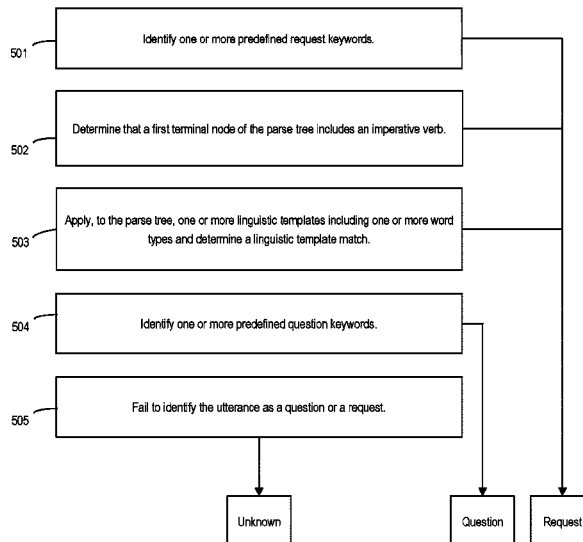 501
Identify one or more predefined request keywords.
502
Determine that a first terminal node of the parse tree includes an imperative verb.
503
Apply, to the parse tree, one or more linguistic templates including one or more word
types and determine a linguistic template match.
504
Identify one or more predefined question keywords.
505
Fail to identify the utterance as a question or a request.
Unknown
Question
Request